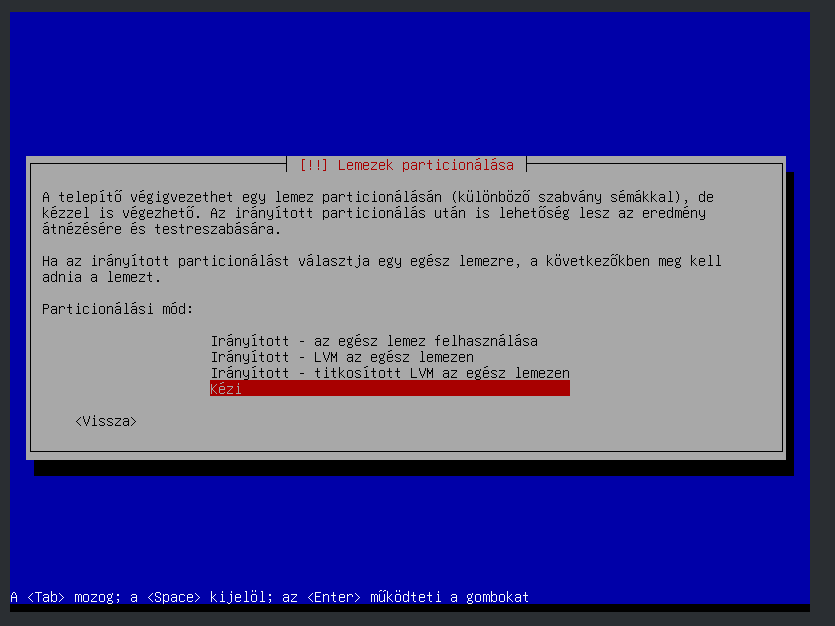 [!!] Lemezek particionálása
A telepítő végigvezethet egy lemez particionálásán (különböző szabvány sémákkal), de
kézzel is végezhető. Az irányított particionálás után is lehetőség lesz az eredmény
átnézésére és testreszabására.
Ha az irányított particionálást választja egy egész lemezre, a következőkben meg kell
adnia a lemezt.
Particionálási mód:
Irányított - az egész lemez felhasználása
Irányított - LVM az egész lemezen
Irányított - titkosított LVM az egész lemezen
Kézi
<Vissza>
A <Tab> mozog; a <Space> kijelöl; az <Enter> működteti a gombokat